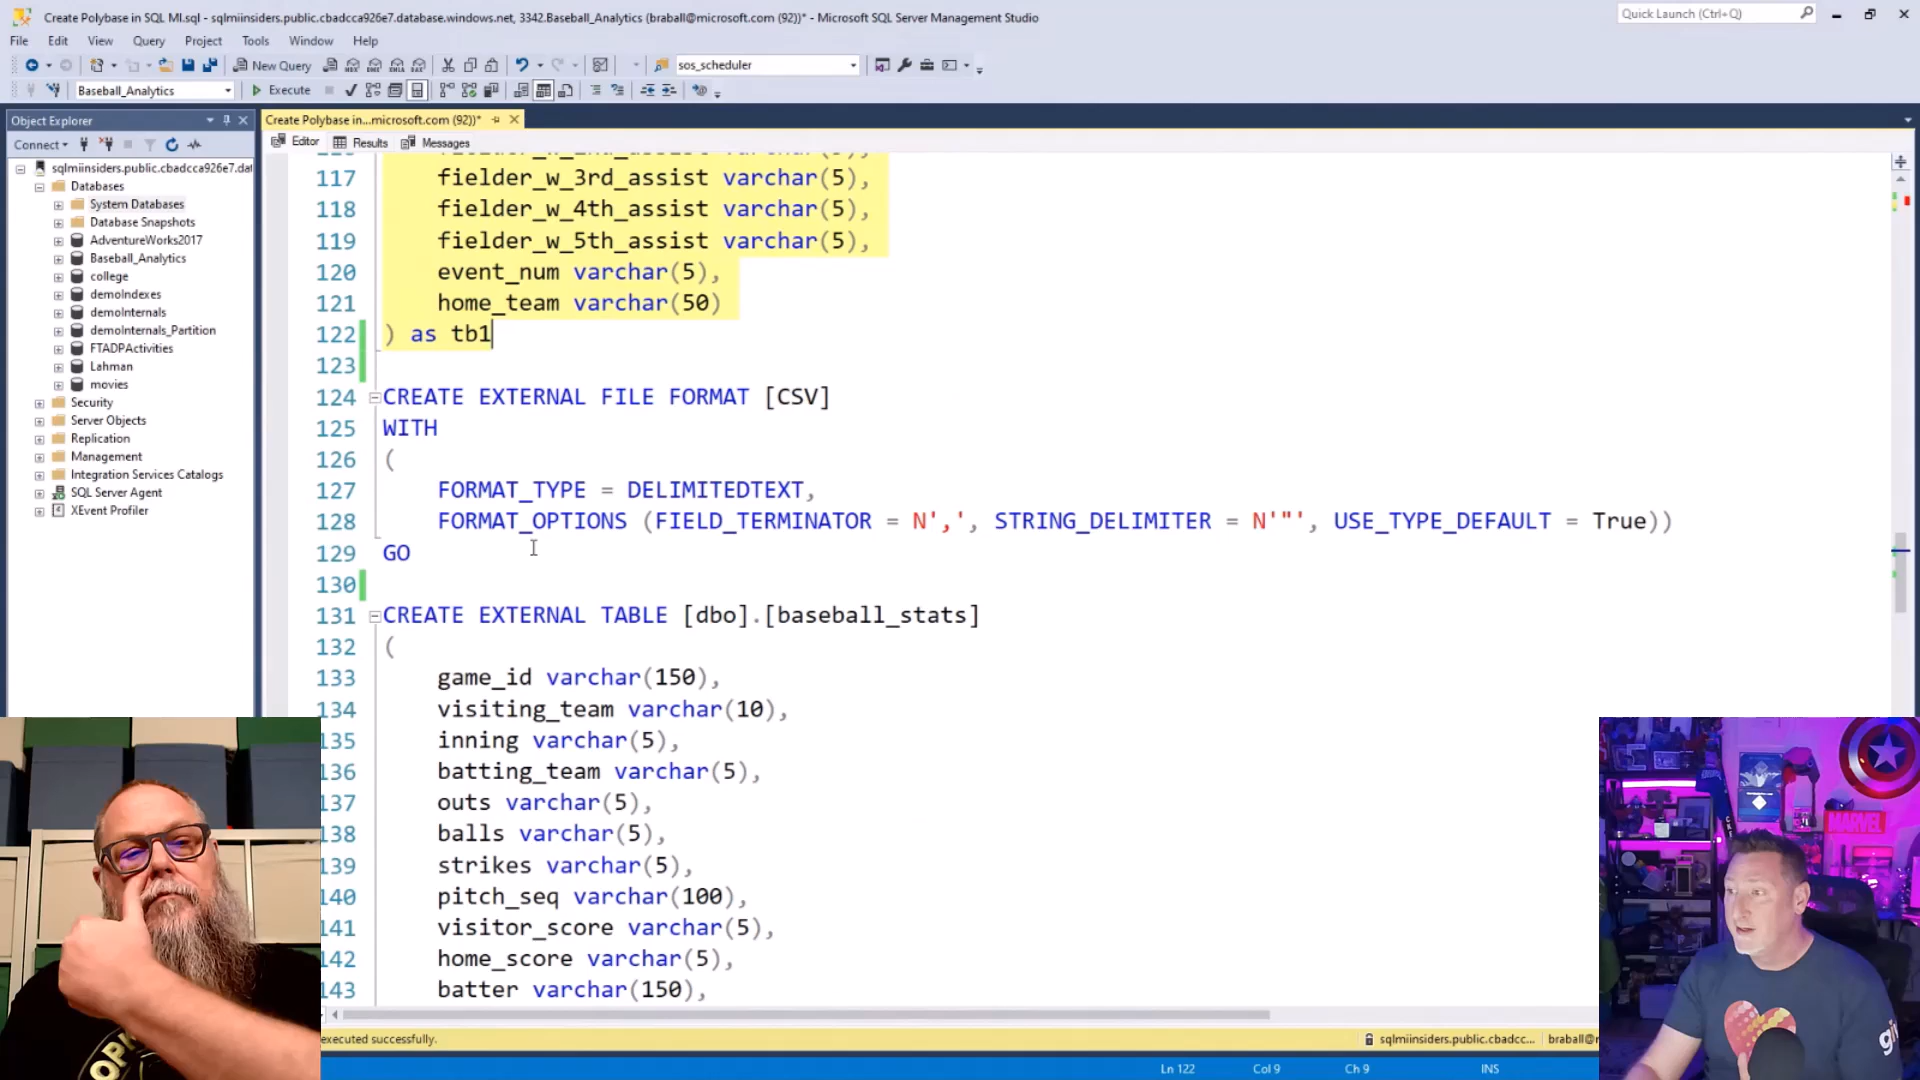 Create Polybase in SQL MI.sql - sqlmiinsiders.public.cbadcca926e7.database.windows.net, 3342.Baseball_Analytics (braball@microsoft.com (92))* - Microsoft SQL Server Management Studio
Quick Launch (Ctrl+Q)
File Edit View Query Project Tools Window Help
New Query
sos_scheduler
Baseball_Analytics
Execute
Object Explorer
Create Polybase in...microsoft.com (92))*
Connect
Editor Results Messages
sqlmiinsiders.public.cbadcca926e7.dat
Databases
System Databases
Database Snapshots
AdventureWorks2017
Baseball_Analytics
college
demoIndexes
demoInternals
demoInternals_Partition
FTADPActivities
Lahman
movies
Security
Server Objects
Replication
Management
Integration Services Catalogs
SQL Server Agent
XEvent Profiler
117 fielder_w_3rd_assist varchar(5),
118 fielder_w_4th_assist varchar(5),
119 fielder_w_5th_assist varchar(5),
120 event_num varchar(5),
121 home_team varchar(50)
122 ) as tb1
123
124 CREATE EXTERNAL FILE FORMAT [CSV]
125 WITH
126 (
127 FORMAT_TYPE = DELIMITEDTEXT,
128 FORMAT_OPTIONS (FIELD_TERMINATOR = N',', STRING_DELIMITER = N'"', USE_TYPE_DEFAULT = True))
129 GO
130
131 CREATE EXTERNAL TABLE [dbo].[baseball_stats]
132 (
133 game_id varchar(150),
134 visiting_team varchar(10),
135 inning varchar(5),
136 batting_team varchar(5),
137 outs varchar(5),
138 balls varchar(5),
139 strikes varchar(5),
140 pitch_seq varchar(100),
141 visitor_score varchar(5),
142 home_score varchar(5),
143 batter varchar(150),
executed successfully.
sqlmiinsiders.public.cbadcc...
braball@
Ln 122 Col 9 Ch 9 INS
MARVEL